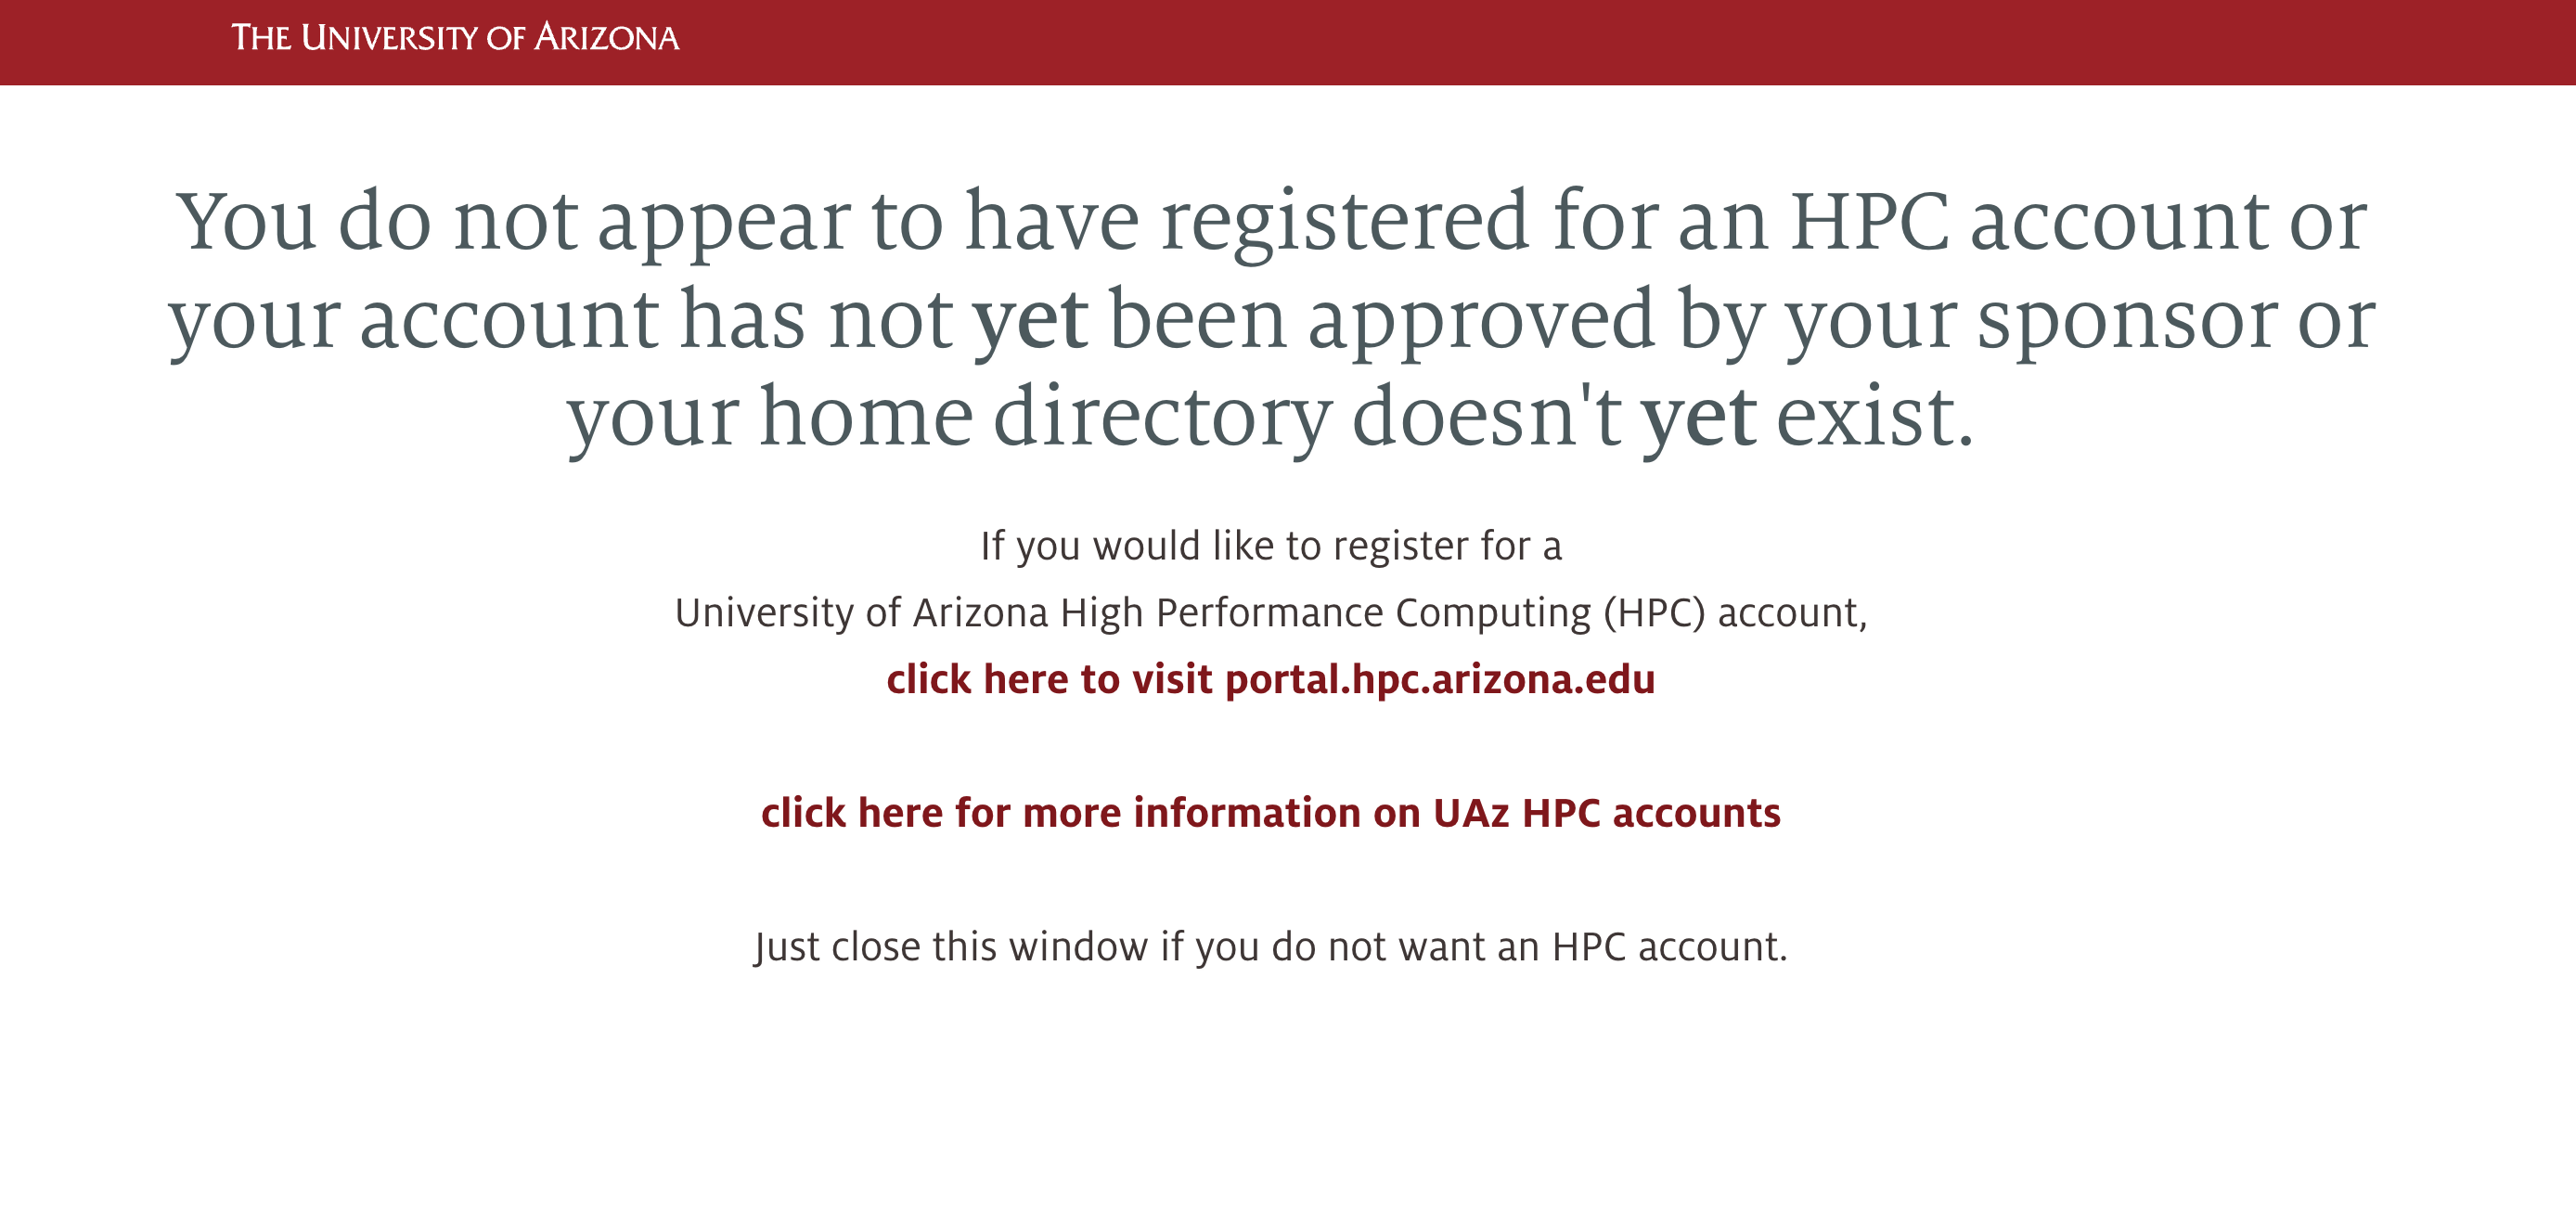 THE UNIVERSITY OF ARIZONA
You do not appear to have registered for an HPC account or
your account has not yet been approved by your sponsor or
your home directory doesn't yet exist.
If you would like to register for a
University of Arizona High Performance Computing (HPC) account,
click here to visit portal.hpc.arizona.edu
click here for more information on UAz HPC accounts
Just close this window if you do not want an HPC account.